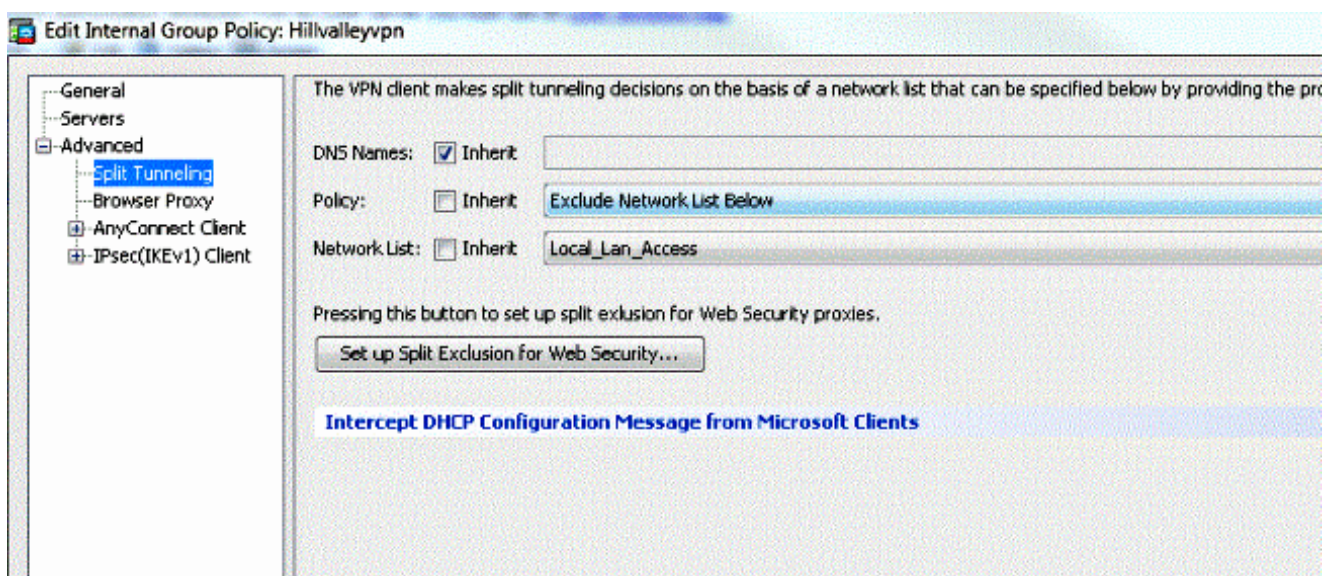 Edit Internal Group Policy: Hillvalleyvpn
General
Servers
Advanced
Split Tunneling
Browser Proxy
AnyConnect Client
IPsec(IKEv1) Client
The VPN client makes split tunneling decisions on the basis of a network list that can be specified below by providing the
DNS Names: Inherit
Policy: Inherit Exclude Network List Below
Network List: Inherit Local_Lan_Access
Pressing this button to set up split exlusion for Web Security proxies.
Set up Split Exclusion for Web Security...
Intercept DHCP Configuration Message from Microsoft Clients